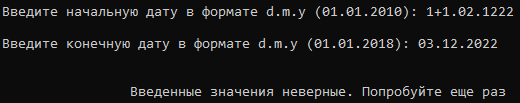 Введите начальную дату в формате d.m.y (01.01.2010): 1+1.02.1222
Введите конечную дату в формате d.m.y (01.01.2018): 03.12.2022
Введенные значения неверные. Попробуйте еще раз